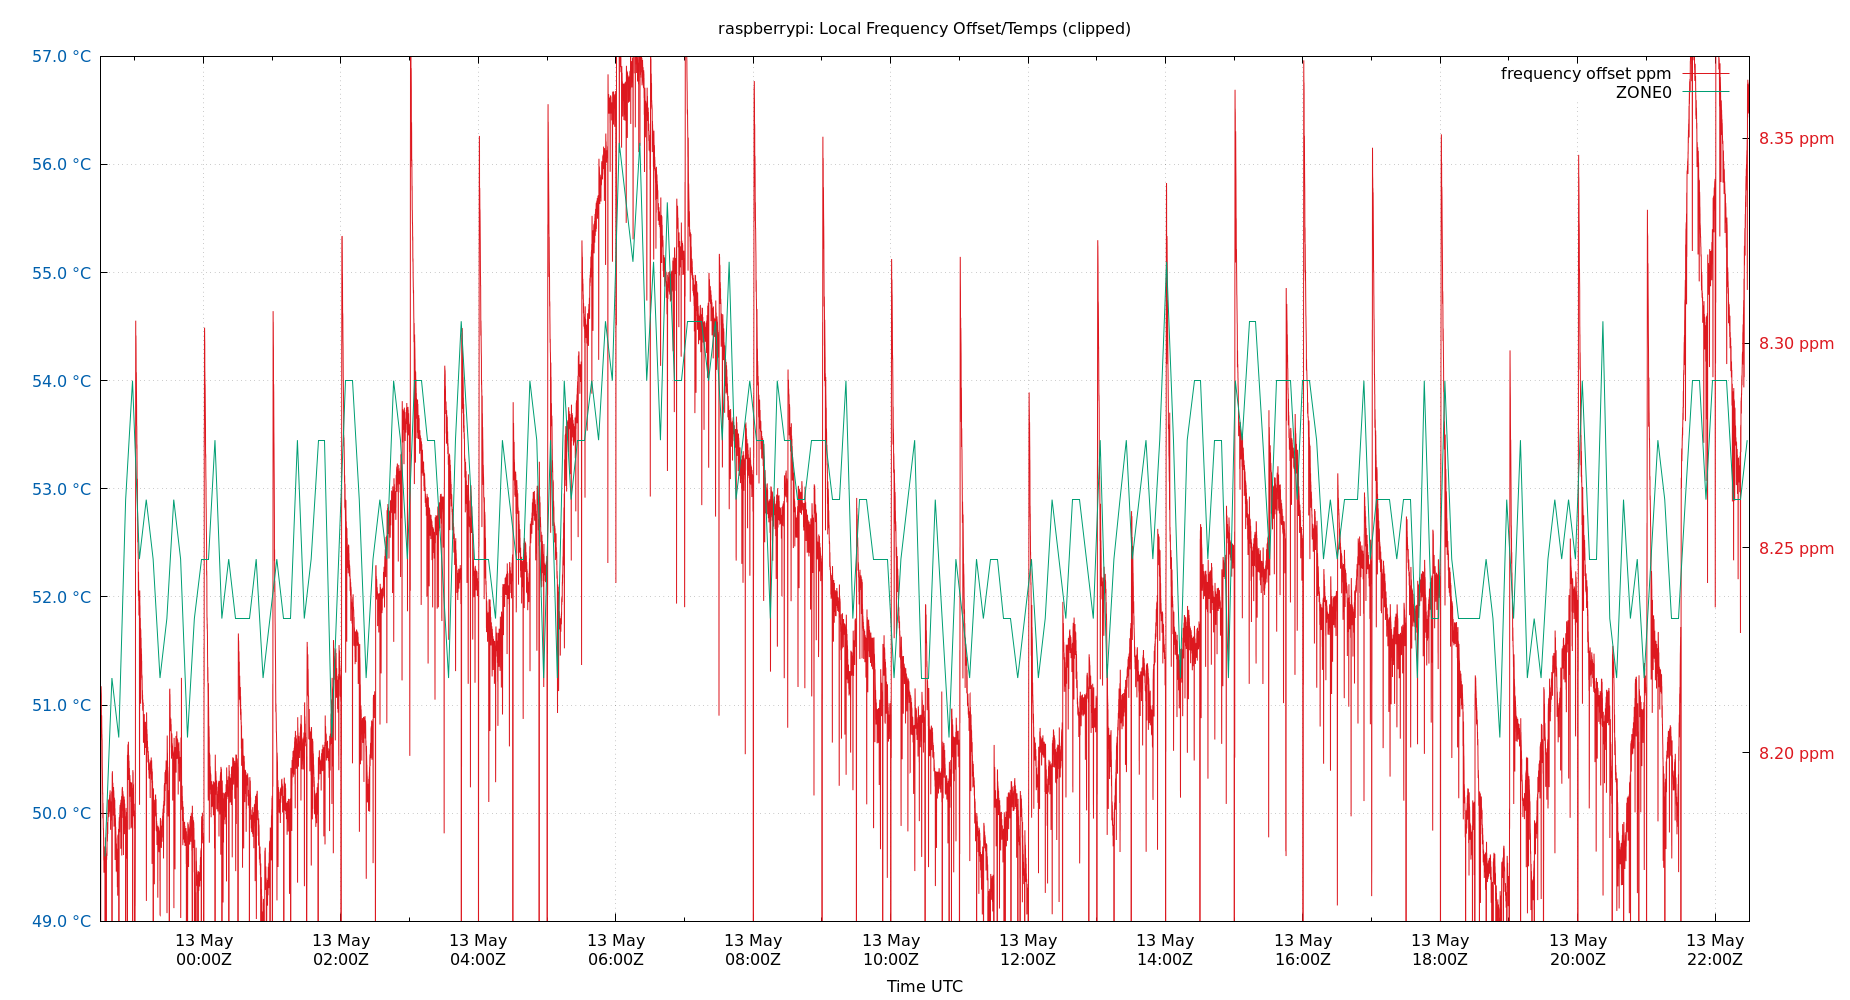 raspberrypi: Local Frequency Offset/Temps (clipped)
57.0 °C
56.0 °C
55.0 °C
54.0 °C
53.0 °C
52.0 °C
51.0 °C
50.0 °C
49.0 °C
frequency offset ppm
ZONE0
8.35 ppm
8.30 ppm
8.25 ppm
8.20 ppm
13 May
00:00Z
13 May
02:00Z
13 May
04:00Z
13 May
06:00Z
13 May
08:00Z
13 May
10:00Z
13 May
12:00Z
13 May
14:00Z
13 May
16:00Z
13 May
18:00Z
13 May
20:00Z
13 May
22:00Z
Time UTC